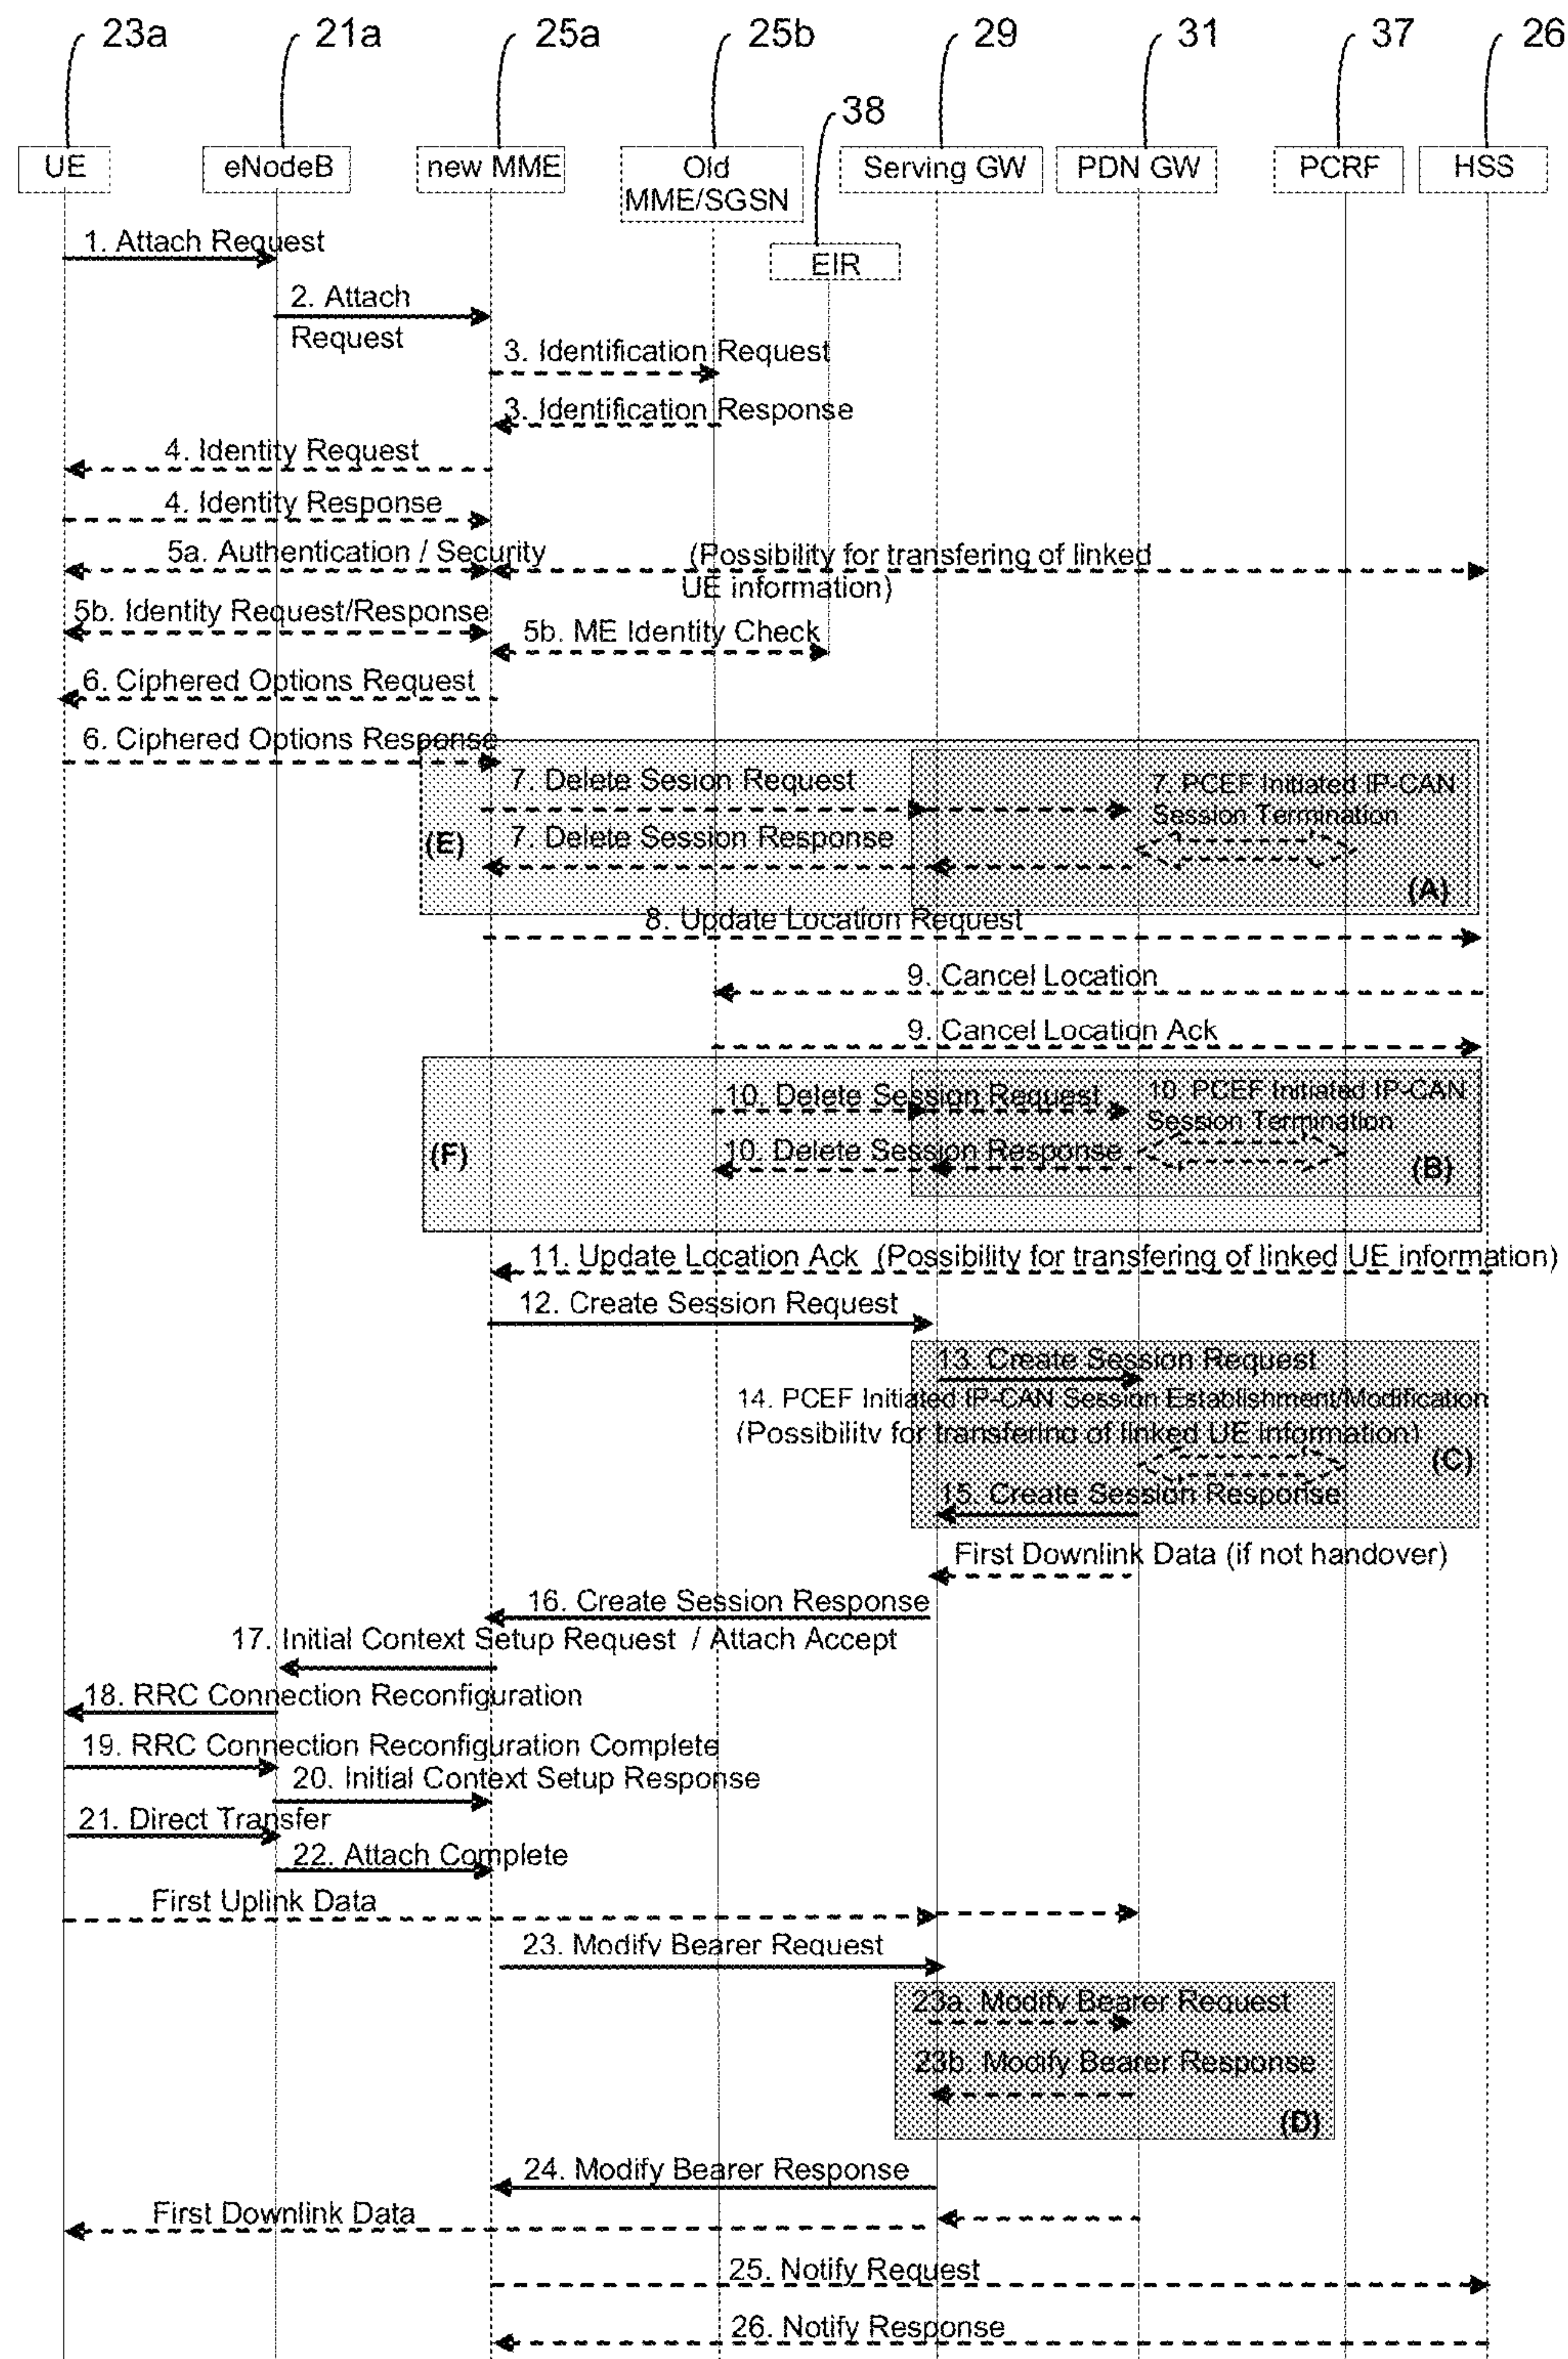 23a
21a
25a
25b
29
31
37
26
38
UE
eNodeB
new MME
Old
MME/SGSN
Serving GW
PDN GW
PCRF
HSS
EIR
1. Attach Request
2. Attach
Request
3. Identification Request
3. Identification Response
4. Identity Request
4. Identity Response
5a. Authentication / Security
(Possibility for transfering of linked
UE information)
5b. Identity Request/Response
5b. ME Identity Check
6. Ciphered Options Request
6. Ciphered Options Response
7. Delete Sesion Request
7. PCEF Initiated IP-CAN
Session Termination
7. Delete Session Response
(E)
(A)
8. Update Location Request
9. Cancel Location
9. Cancel Location Ack
10. Delete Session Request
10. PCEF Initiated IP-CAN
Session Termination
10. Delete Session Response
(F)
(B)
11. Update Location Ack (Possibility for transfering of linked UE information)
12. Create Session Request
13. Create Session Request
14. PCEF Initiated IP-CAN Session Establishment/Modification
(Possibility for transfering of linked UE information)
(C)
15. Create Session Response
First Downlink Data (if not handover)
16. Create Session Response
17. Initial Context Setup Request / Attach Accept
18. RRC Connection Reconfiguration
19. RRC Connection Reconfiguration Complete
20. Initial Context Setup Response
21. Direct Transfer
22. Attach Complete
First Uplink Data
23. Modify Bearer Request
23a. Modify Bearer Request
23b. Modify Bearer Response
(D)
24. Modify Bearer Response
First Downlink Data
25. Notify Request
26. Notify Response